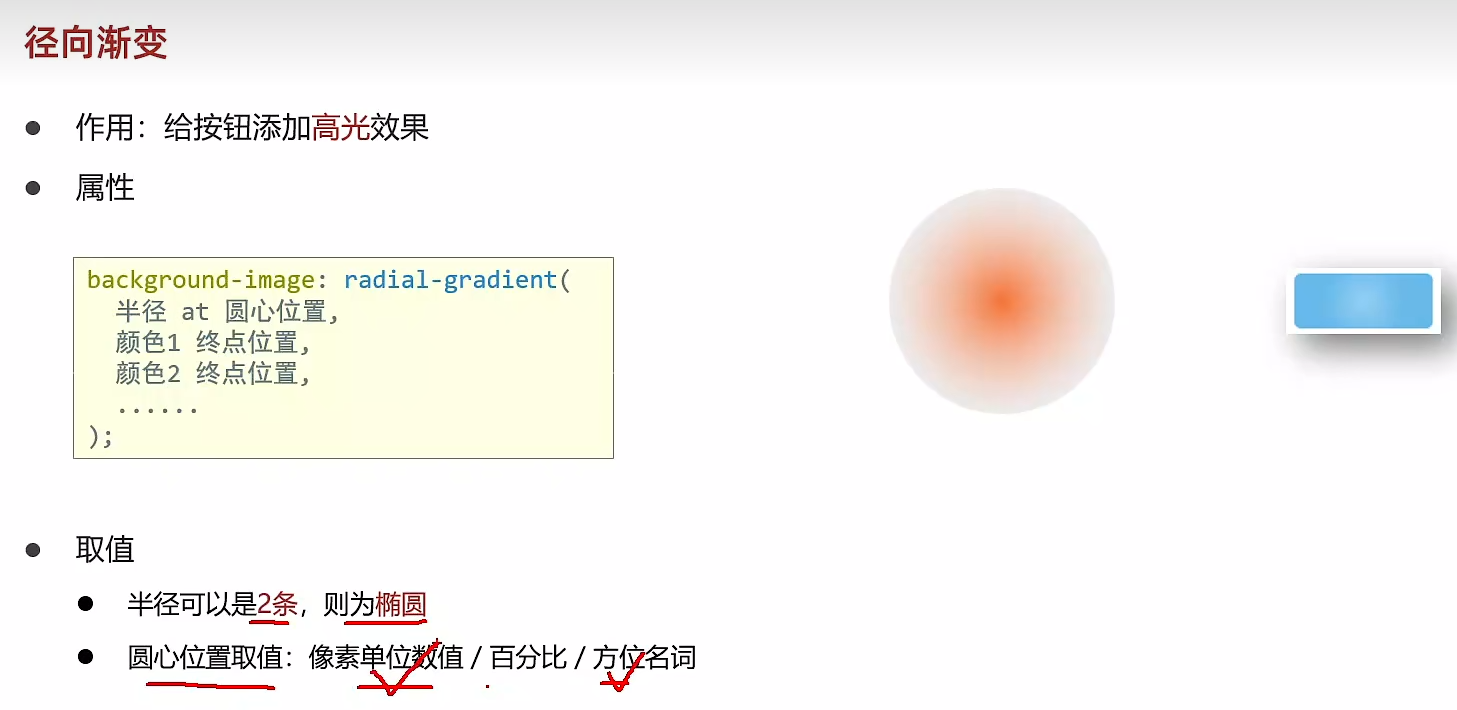 径向渐变
作用：给按钮添加高光效果
属性
background-image: radial-gradient(
半径 at 圆心位置,
颜色1 终点位置,
颜色2 终点位置,
......
);
取值
半径可以是2条，则为椭圆
圆心位置取值：像素单位数值 / 百分比 / 方位名词